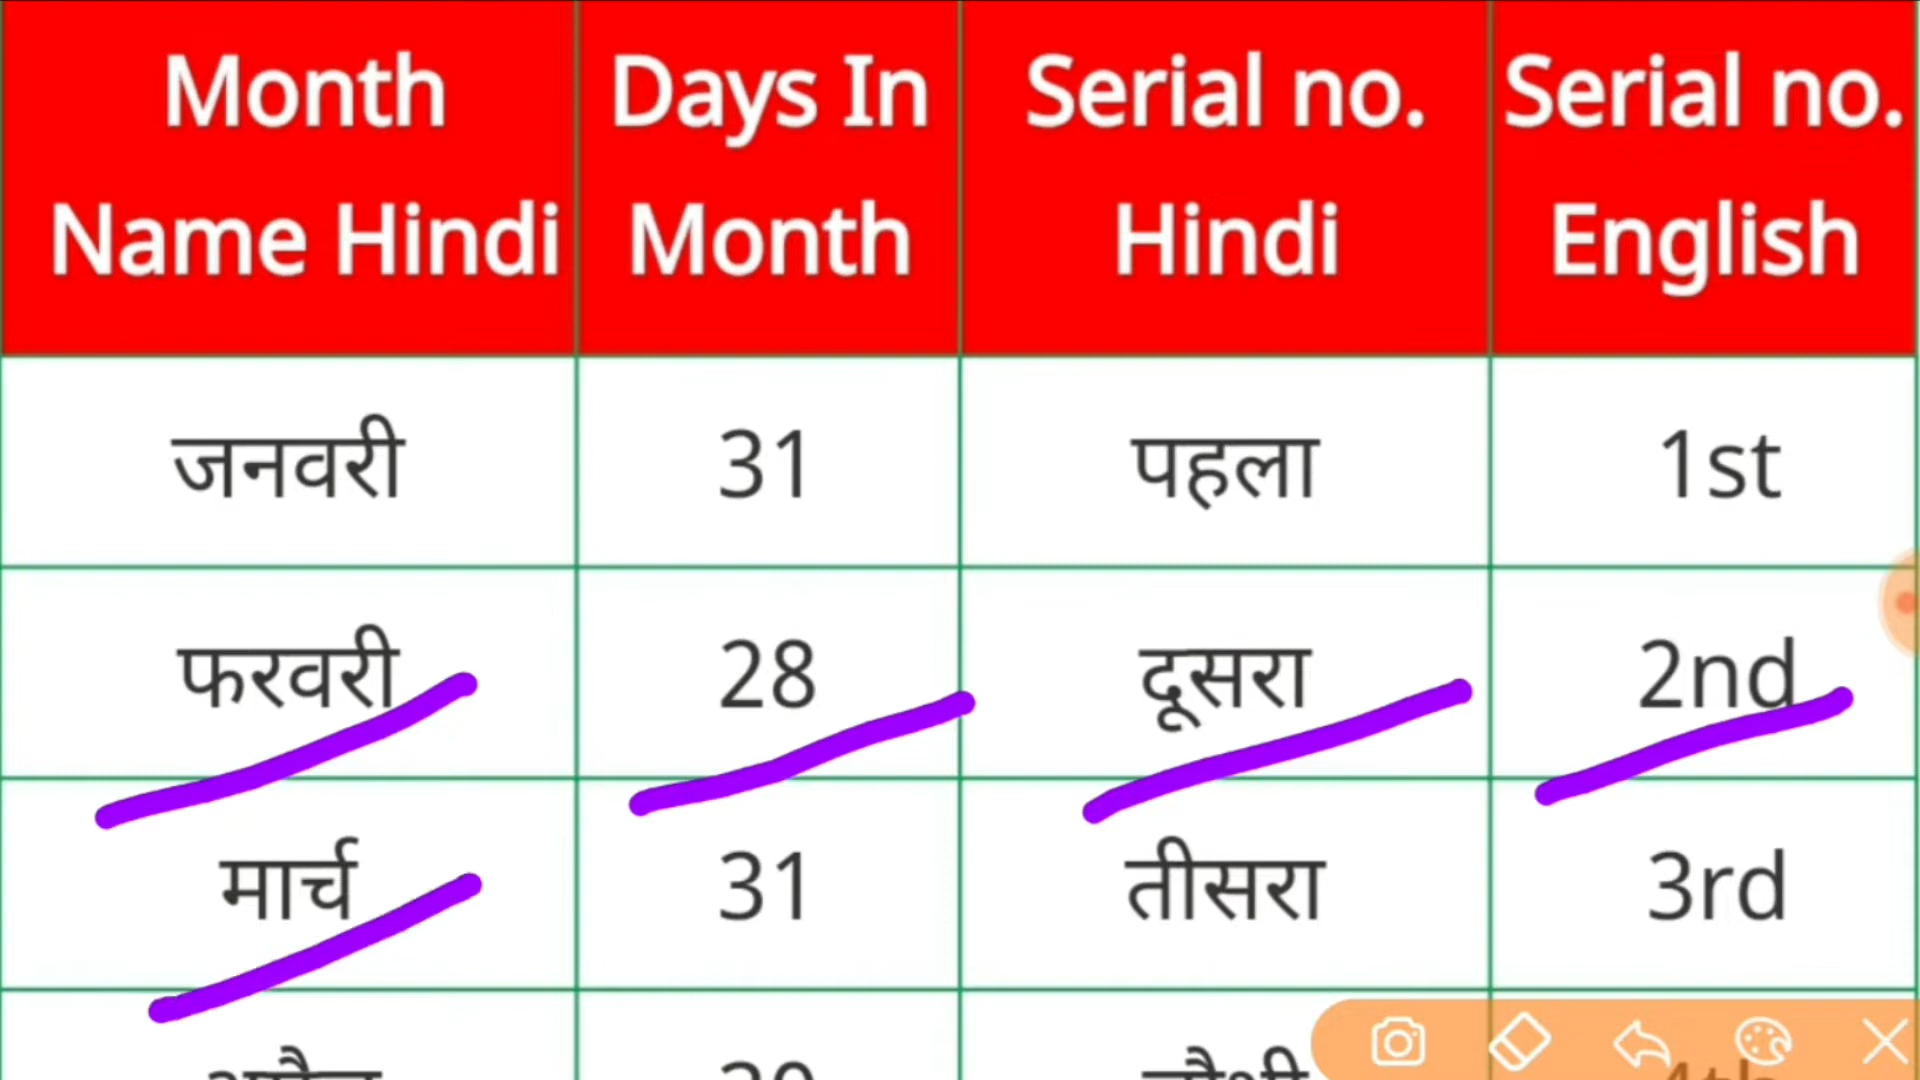 Month Name Hindi
Days In Month
Serial no. Hindi
Serial no. English
जनवरी 31 पहला 1st
फरवरी 28 दूसरा 2nd
मार्च 31 तीसरा 3rd